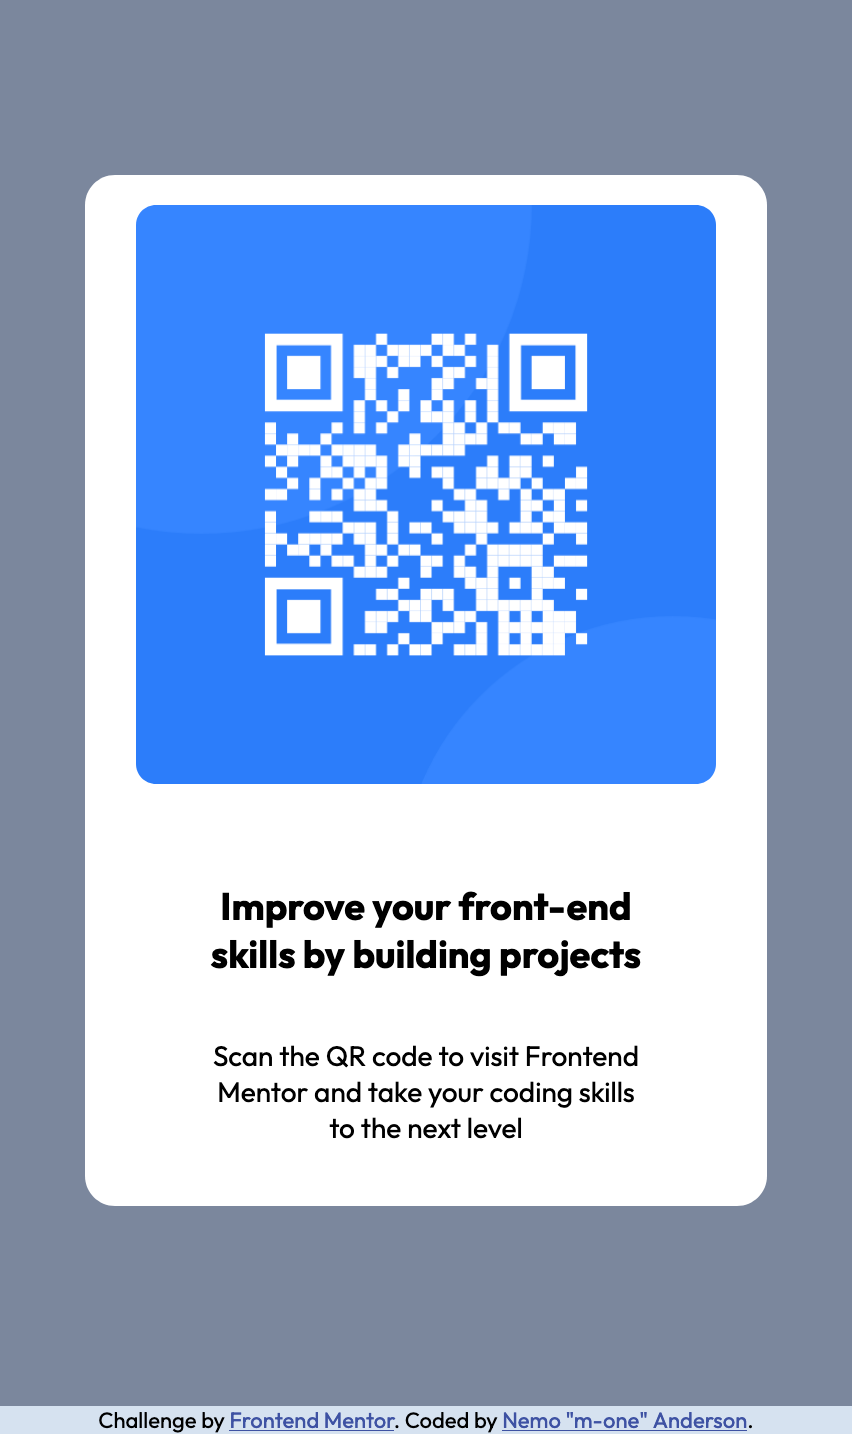 Improve your front-end
skills by building projects
Scan the QR code to visit Frontend
Mentor and take your coding skills
to the next level
Challenge by Frontend Mentor. Coded by Nemo "m-one" Anderson.